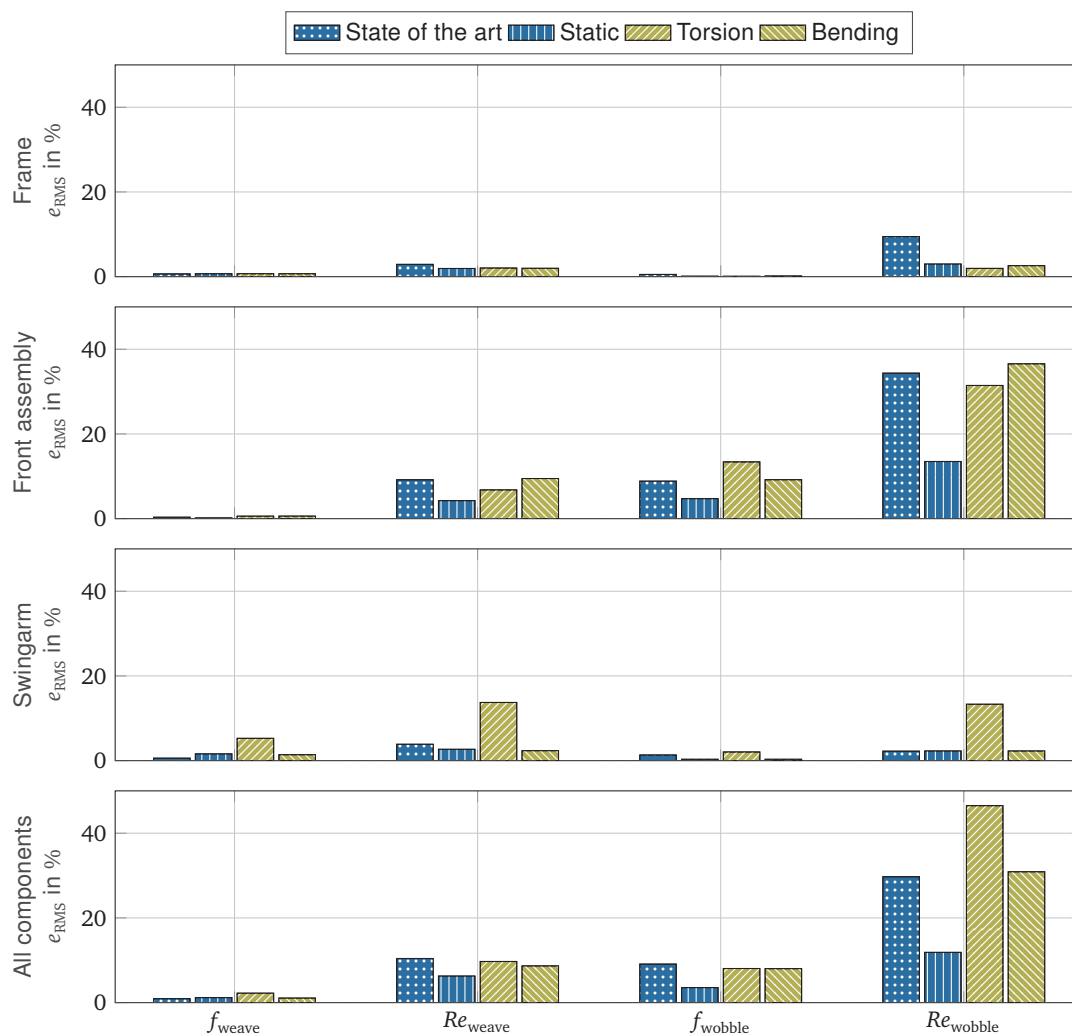 State of the art Static Torsion Bending
Frame
e_RMS in %
40
20
0
Front assembly
e_RMS in %
40
20
0
Swingarm
e_RMS in %
40
20
0
All components
e_RMS in %
40
20
0
f_weave Re_weave f_wobble Re_wobble